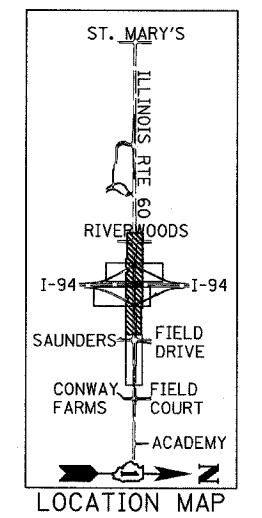 ST. MARY'S
ILLINOIS RTE 60
RIVERWOODS
I-94
I-94
SAUNDERS
FIELD
DRIVE
CONWAY
FARMS
FIELD
COURT
ACADEMY
N
LOCATION MAP